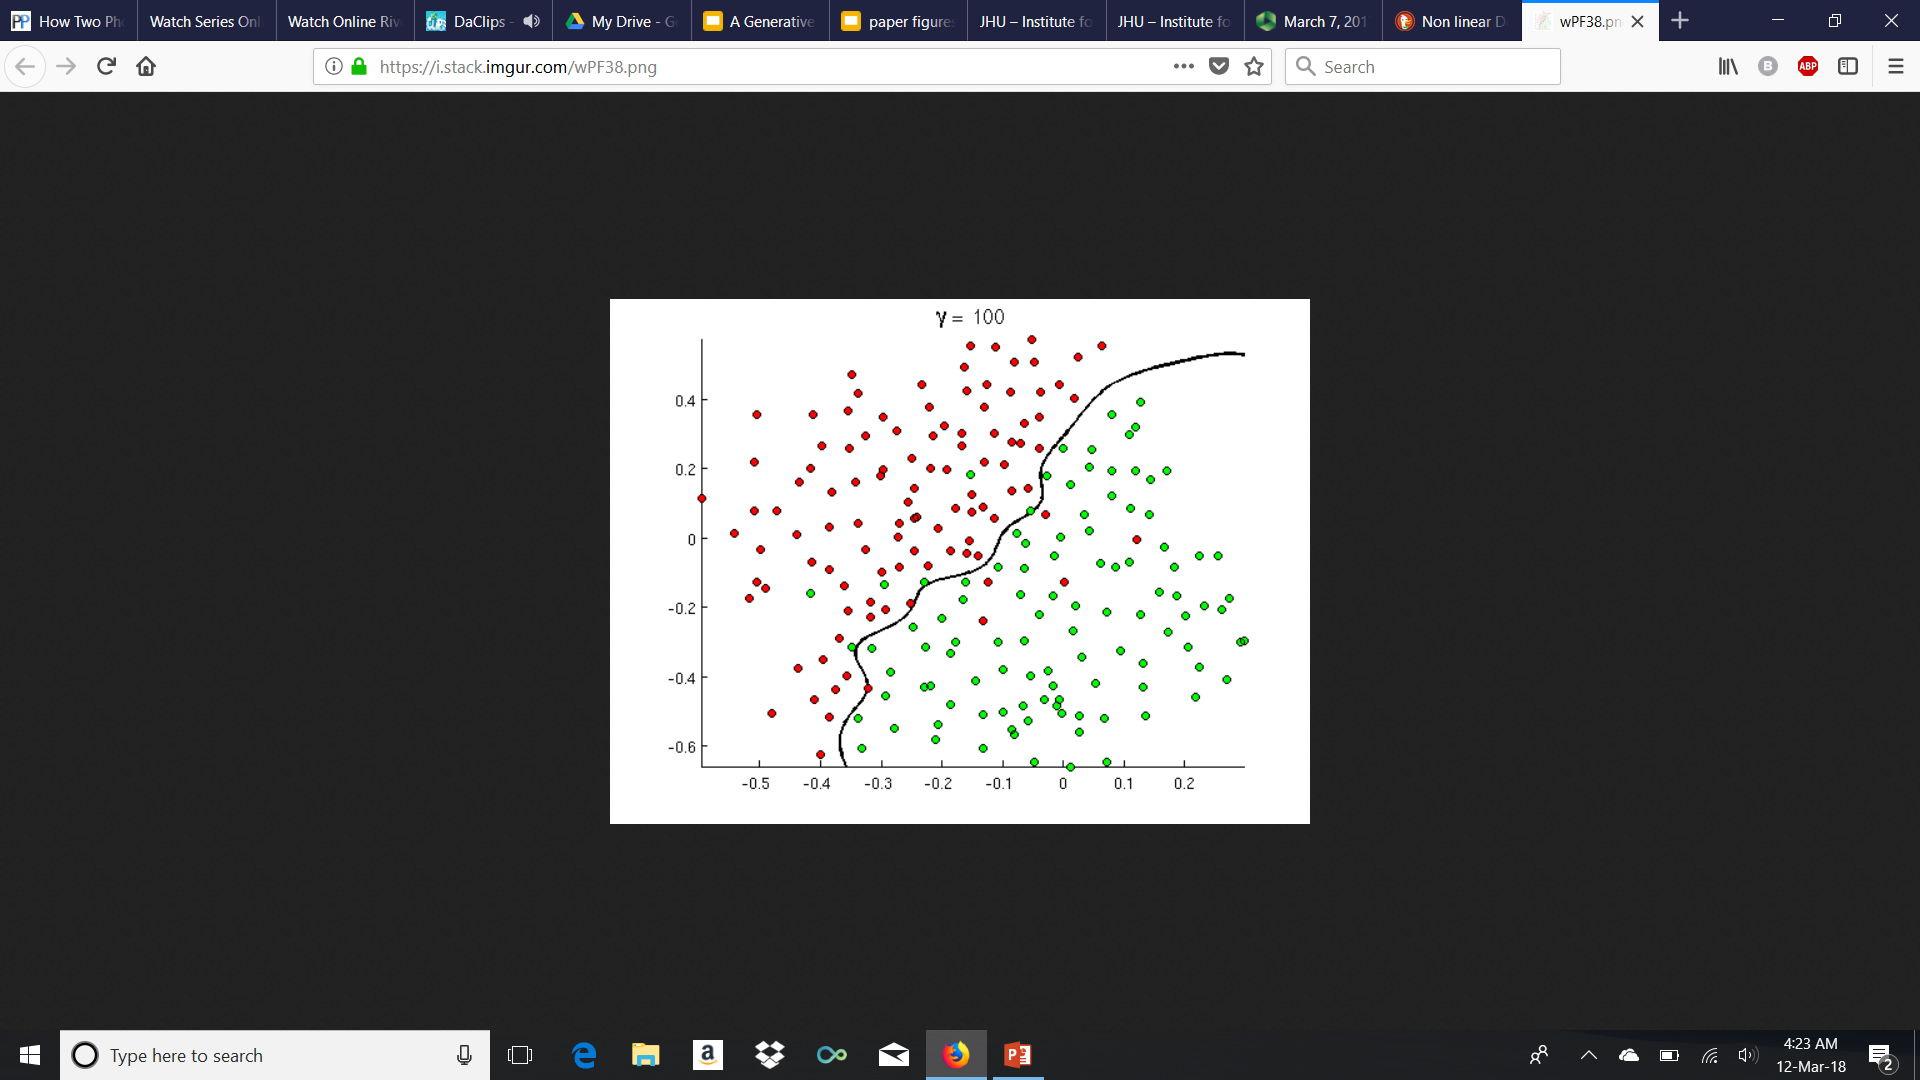 How Two Ph
Watch Series Onl
Watch Online Riv
DaClips -
My Drive - G
A Generative
paper figure
JHU – Institute fo
JHU – Institute fo
March 7, 201
Non linear D
wPF38.pn
https://i.stack.imgur.com/wPF38.png
Search
B
ABP
γ = 100
0.4
0.2
0
-0.2
-0.4
-0.6
-0.5 -0.4 -0.3 -0.2 -0.1 0 0.1 0.2
Type here to search
4:23 AM
12-Mar-18
2